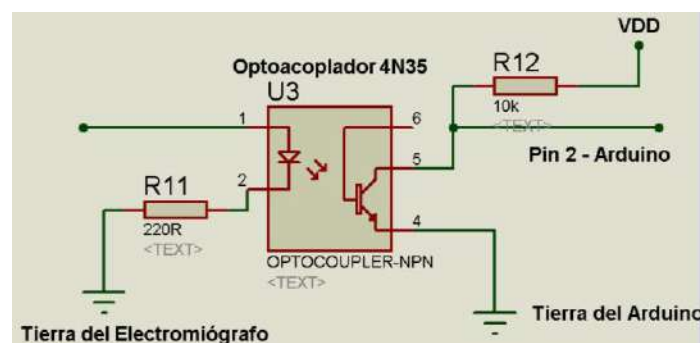 VDD
Optoacoplador 4N35
U3
R12
10k
<TEXT>
1
6
5
Pin 2 - Arduino
R11
2
220R
<TEXT>
4
OPTOCOUPLER-NPN
<TEXT>
Tierra del Arduino
Tierra del Electromiógrafo